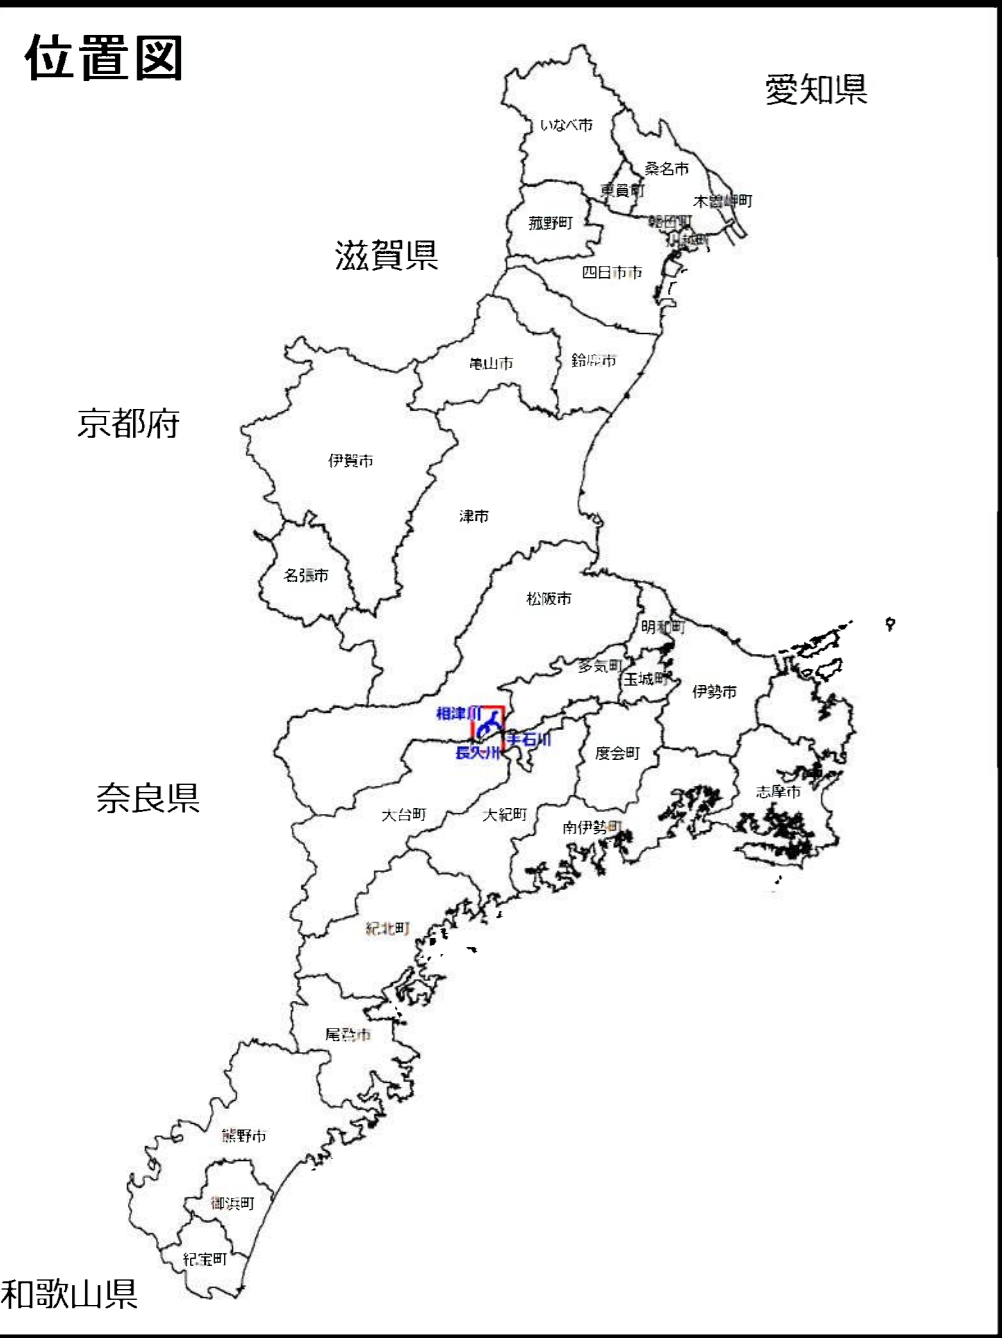 位置図
愛知県
いなべ市
桑名市
東員町
木曽岬町
菰野町
朝日町
川越町
滋賀県
四日市市
亀山市
鈴鹿市
京都府
伊賀市
津市
名張市
松阪市
明和町
多気町
玉城町
伊勢市
相津川
手石川
長久川
度会町
奈良県
志摩市
大台町
大紀町
南伊勢町
紀北町
尾鷲市
熊野市
御浜町
紀宝町
和歌山県